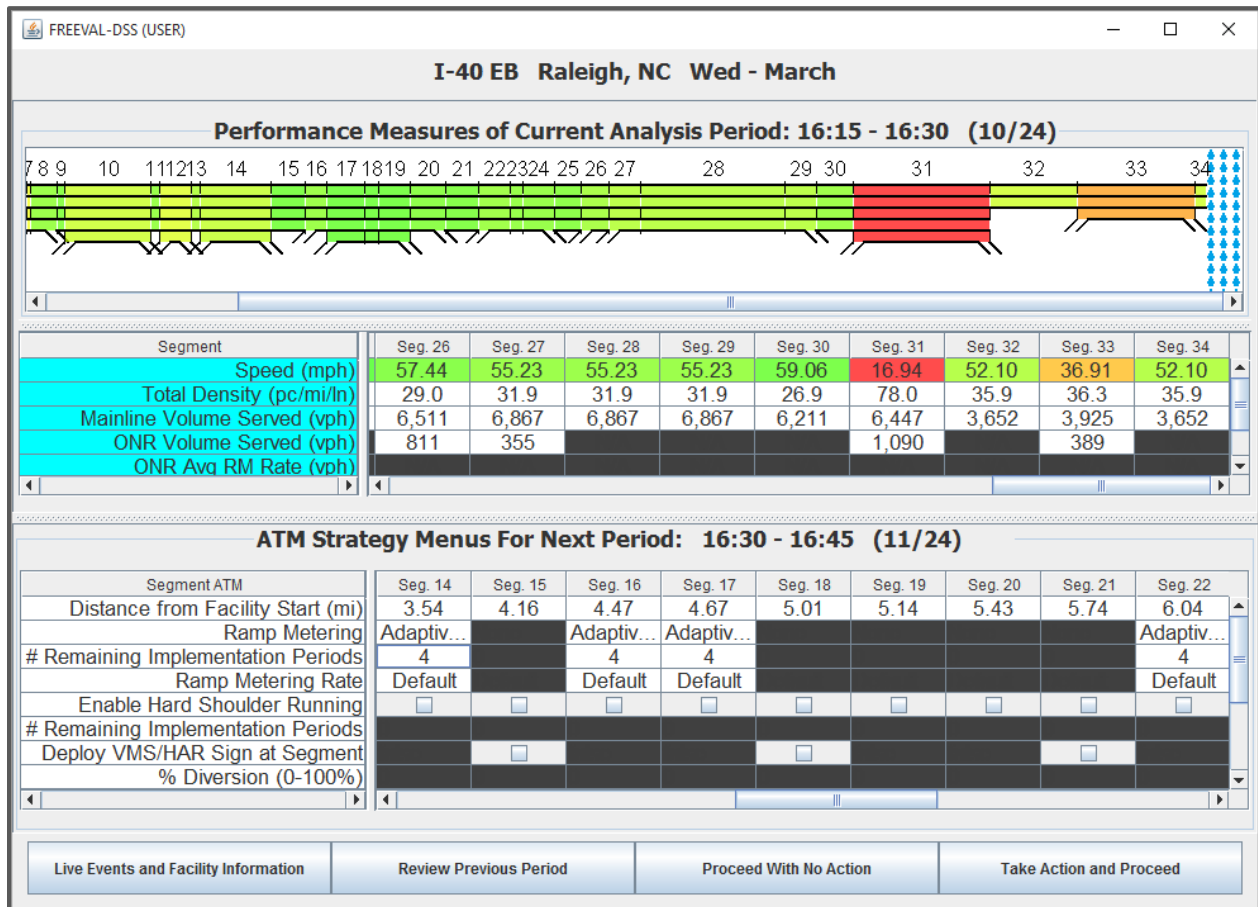 FREEVAL-DSS (USER)
I-40 EB Raleigh, NC Wed - March
Performance Measures of Current Analysis Period: 16:15 - 16:30 (10/24)
7 8 9 10 11 12 13 14 15 16 17 18 19 20 21 22 23 24 25 26 27 28 29 30 31 32 33 34
Segment Seg. 26 Seg. 27 Seg. 28 Seg. 29 Seg. 30 Seg. 31 Seg. 32 Seg. 33 Seg. 34
Speed (mph) 57.44 55.23 55.23 55.23 59.06 16.94 52.10 36.91 52.10
Total Density (pc/mi/ln) 29.0 31.9 31.9 31.9 26.9 78.0 35.9 36.3 35.9
Mainline Volume Served (vph) 6,511 6,867 6,867 6,867 6,211 6,447 3,652 3,925 3,652
ONR Volume Served (vph) 811 355 1,090 389
ONR Avg RM Rate (vph)
ATM Strategy Menus For Next Period: 16:30 - 16:45 (11/24)
Segment ATM Seg. 14 Seg. 15 Seg. 16 Seg. 17 Seg. 18 Seg. 19 Seg. 20 Seg. 21 Seg. 22
Distance from Facility Start (mi) 3.54 4.16 4.47 4.67 5.01 5.14 5.43 5.74 6.04
Ramp Metering Adaptiv... Adaptiv... Adaptiv... Adaptiv...
# Remaining Implementation Periods 4 4 4 4
Ramp Metering Rate Default Default Default Default
Enable Hard Shoulder Running
# Remaining Implementation Periods
Deploy VMS/HAR Sign at Segment
% Diversion (0-100%)
Live Events and Facility Information Review Previous Period Proceed With No Action Take Action and Proceed